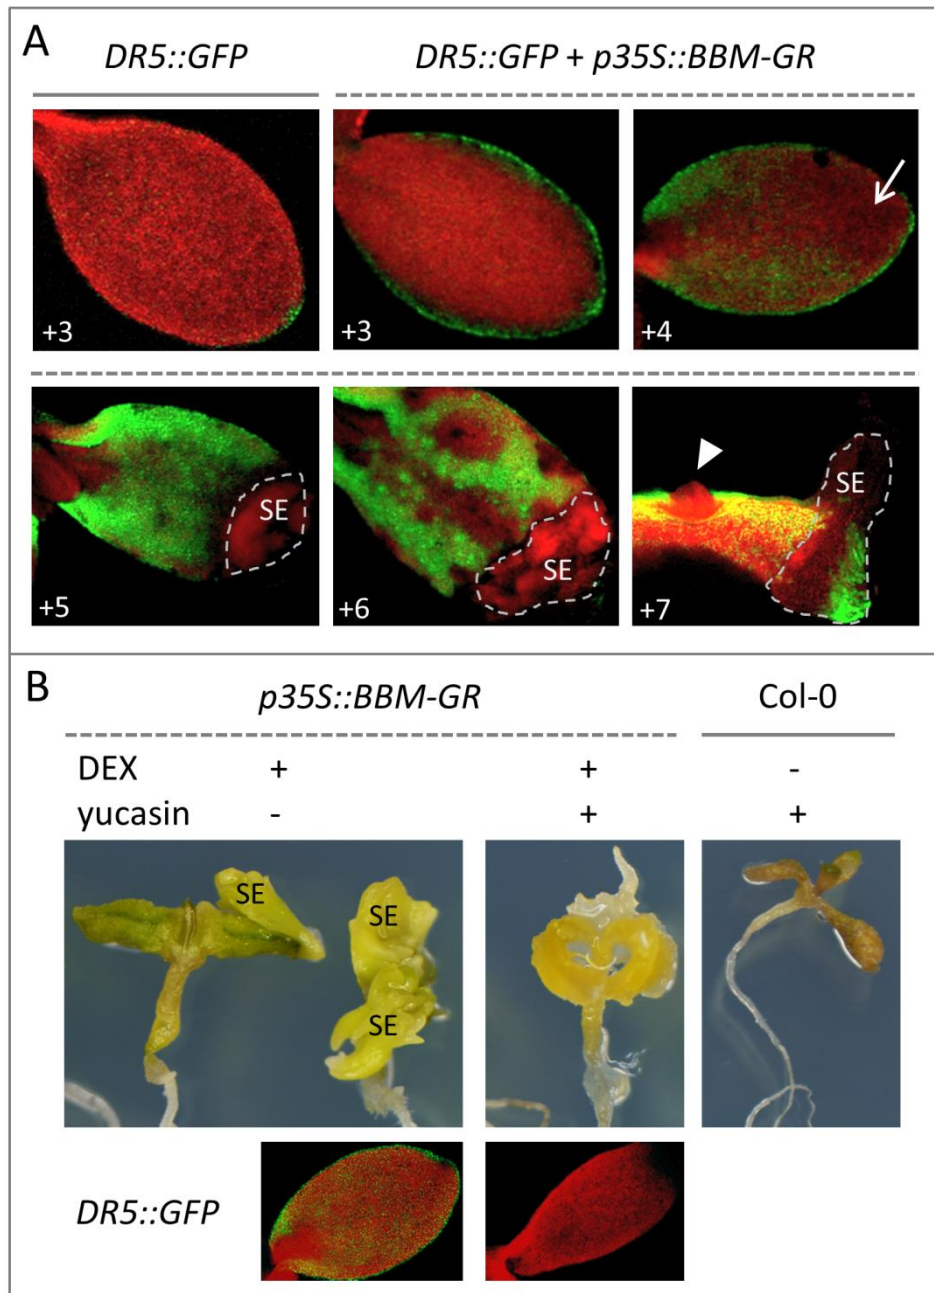 A
DR5::GFP
DR5::GFP + p35S::BBM-GR
+3
+3
+4
SE
+5
SE
+6
SE
+7
B
p35S::BBM-GR
Col-0
DEX + + -
yucasin - + +
SE
SE
SE
DR5::GFP